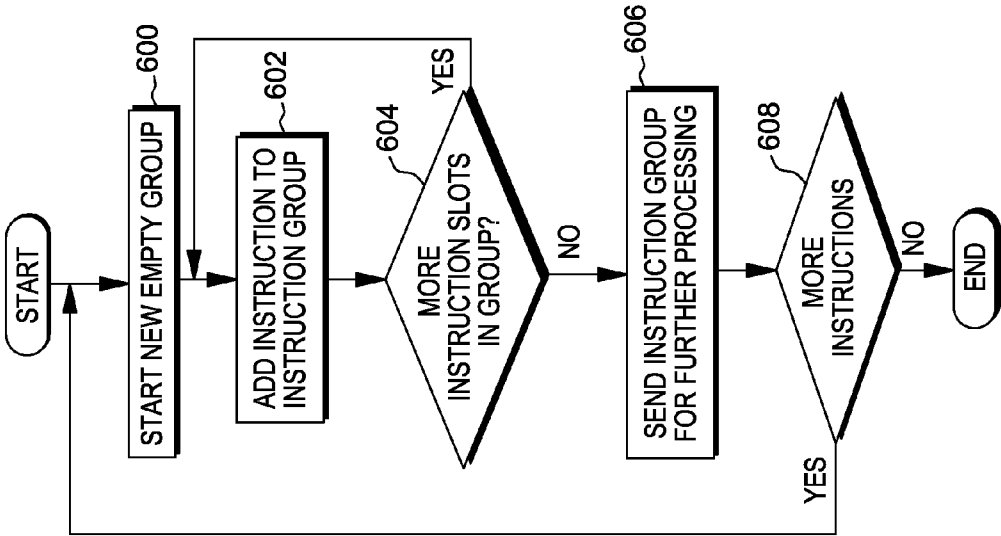 START
START NEW EMPTY GROUP
600
ADD INSTRUCTION TO
INSTRUCTION GROUP
602
MORE
INSTRUCTION SLOTS
IN GROUP?
604
YES
NO
SEND INSTRUCTION GROUP
FOR FURTHER PROCESSING
606
MORE
INSTRUCTIONS
608
YES
NO
END